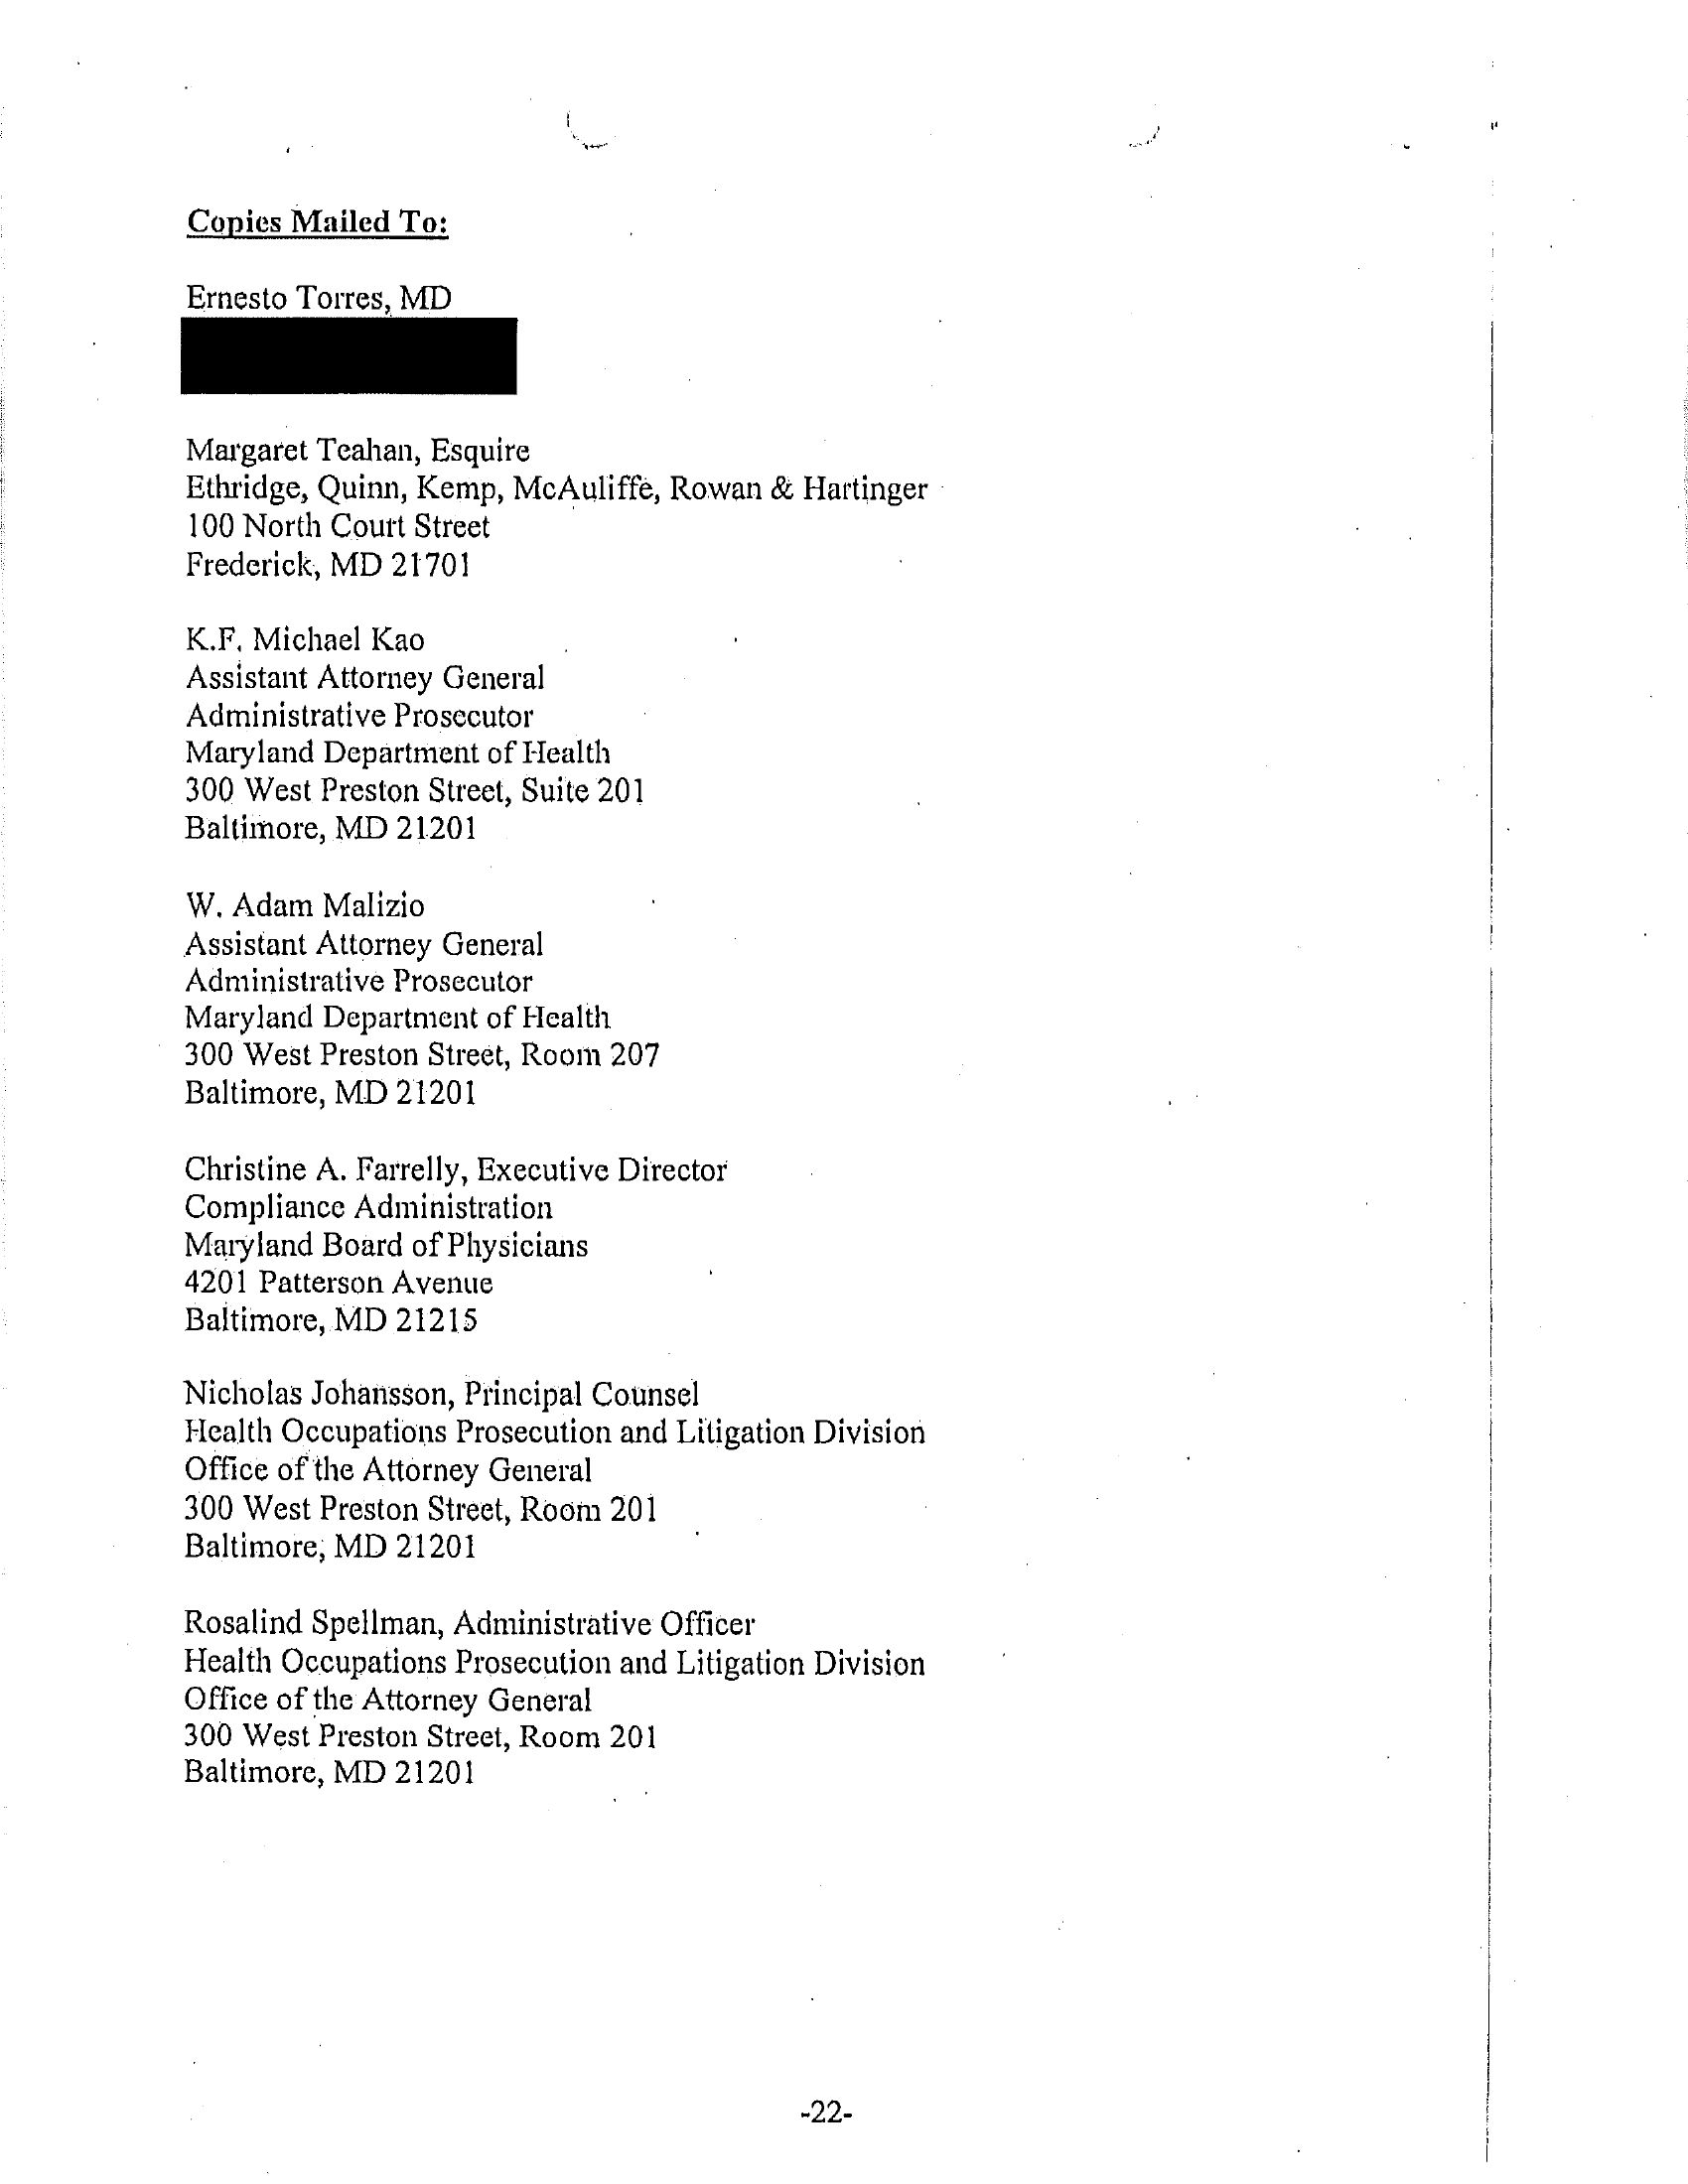 Copies Mailed To:
Ernesto Torres, MD
Margaret Teahan, Esquire
Ethridge, Quinn, Kemp, McAuliffe, Rowan & Hartinger
100 North Court Street
Frederick, MD 21701
K.F. Michael Kao
Assistant Attorney General
Administrative Prosecutor
Maryland Department of Health
300 West Preston Street, Suite 201
Baltimore, MD 21201
W. Adam Malizio
Assistant Attorney General
Administrative Prosecutor
Maryland Department of Health
300 West Preston Street, Room 207
Baltimore, MD 21201
Christine A. Farrelly, Executive Director
Compliance Administration
Maryland Board of Physicians
4201 Patterson Avenue
Baltimore, MD 21215
Nicholas Johansson, Principal Counsel
Health Occupations Prosecution and Litigation Division
Office of the Attorney General
300 West Preston Street, Room 201
Baltimore, MD 21201
Rosalind Spellman, Administrative Officer
Health Occupations Prosecution and Litigation Division
Office of the Attorney General
300 West Preston Street, Room 201
Baltimore, MD 21201
-22-